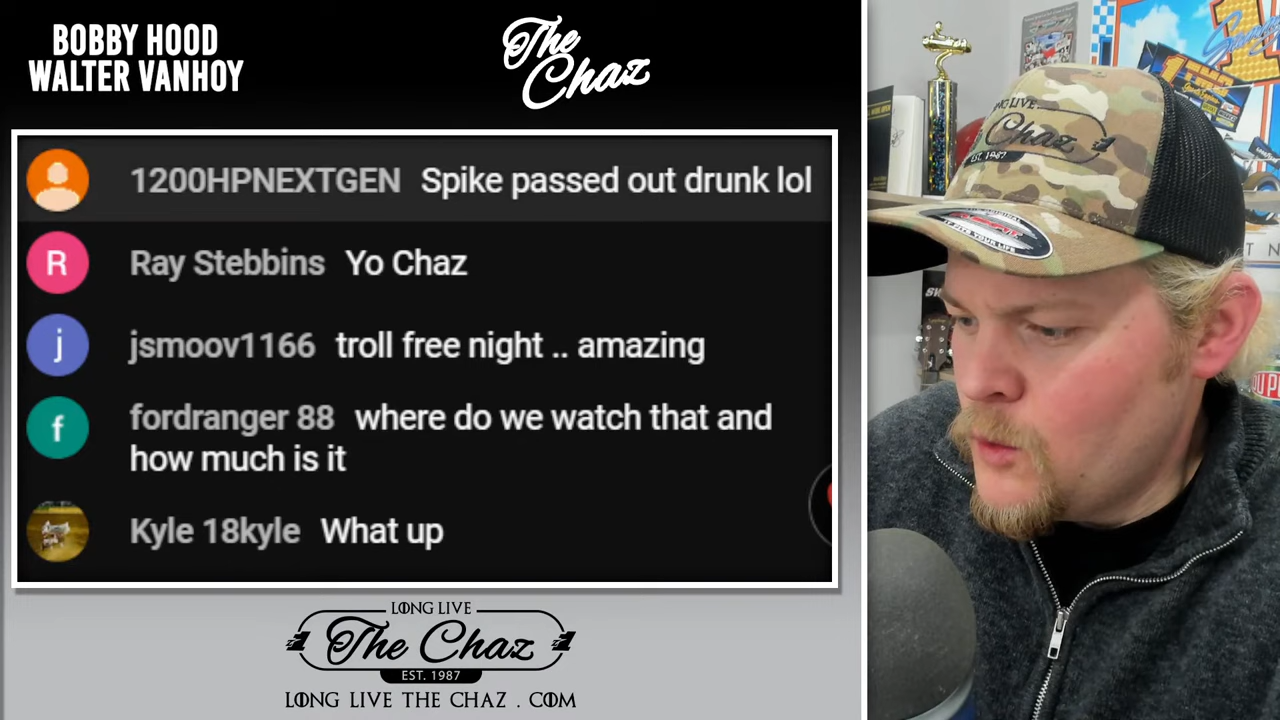 BOBBY HOOD
WALTER VANHOY
The
Chaz
1200HPNEXTGEN Spike passed out drunk lol
R Ray Stebbins Yo Chaz
j jsmoov1166 troll free night .. amazing
f fordranger 88 where do we watch that and
how much is it
Kyle 18kyle What up
LONG LIVE
The Chaz
EST. 1987
LONG LIVE THE CHAZ . COM
LONG LIVE
Chaz
EST. 1987